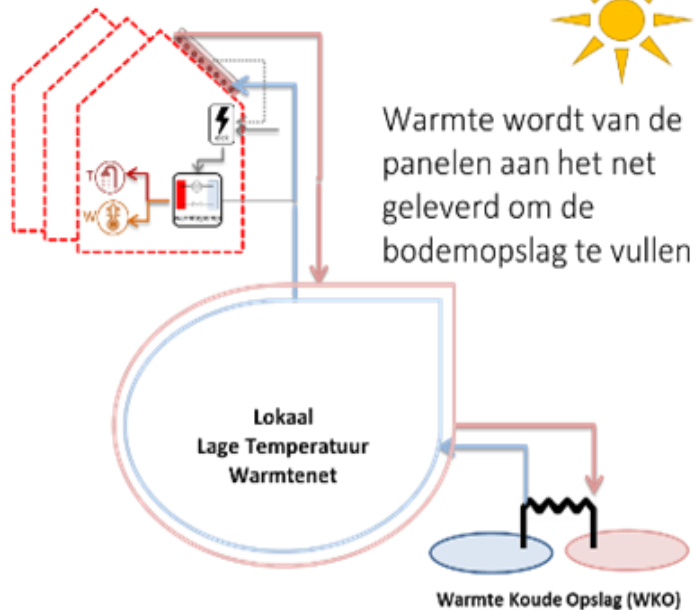 Warmte wordt van de
panelen aan het net
geleverd om de
bodemopslag te vullen
T
W
Lokaal
Lage Temperatuur
Warmtenet
Warmte Koude Opslag (WKO)